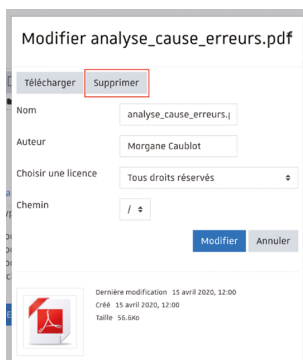 Modifier analyse_cause_erreurs.pdf
Télécharger Supprimer
Nom analyse_cause_erreurs.
Auteur Morgane Caublot
Choisir une licence Tous droits réservés
Chemin /
Modifier Annuler
Dernière modification 15 avril 2020, 12:00
Créé 15 avril 2020, 12:00
Taille 56.6Ko